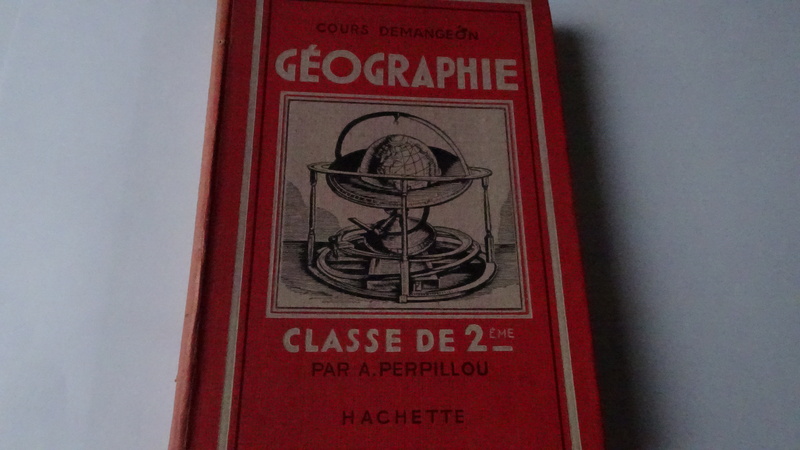 COURS DEMANGEON
GÉOGRAPHIE
CLASSE DE 2ÈME
PAR A. PERPILLOU
HACHETTE